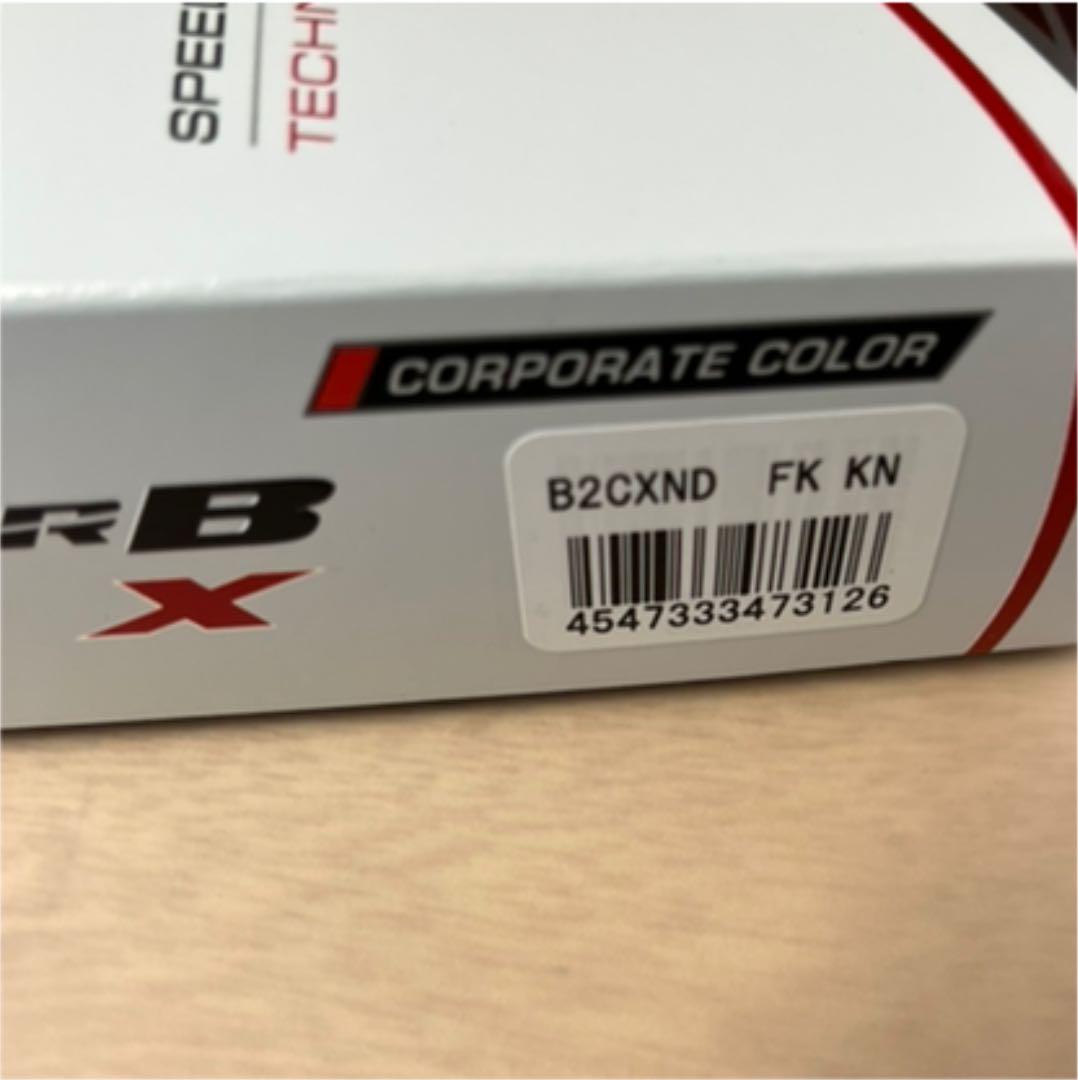 SPEE
TECH
CORPORATE COLOR
RB
X
B2CXND FK KN
4547333473126